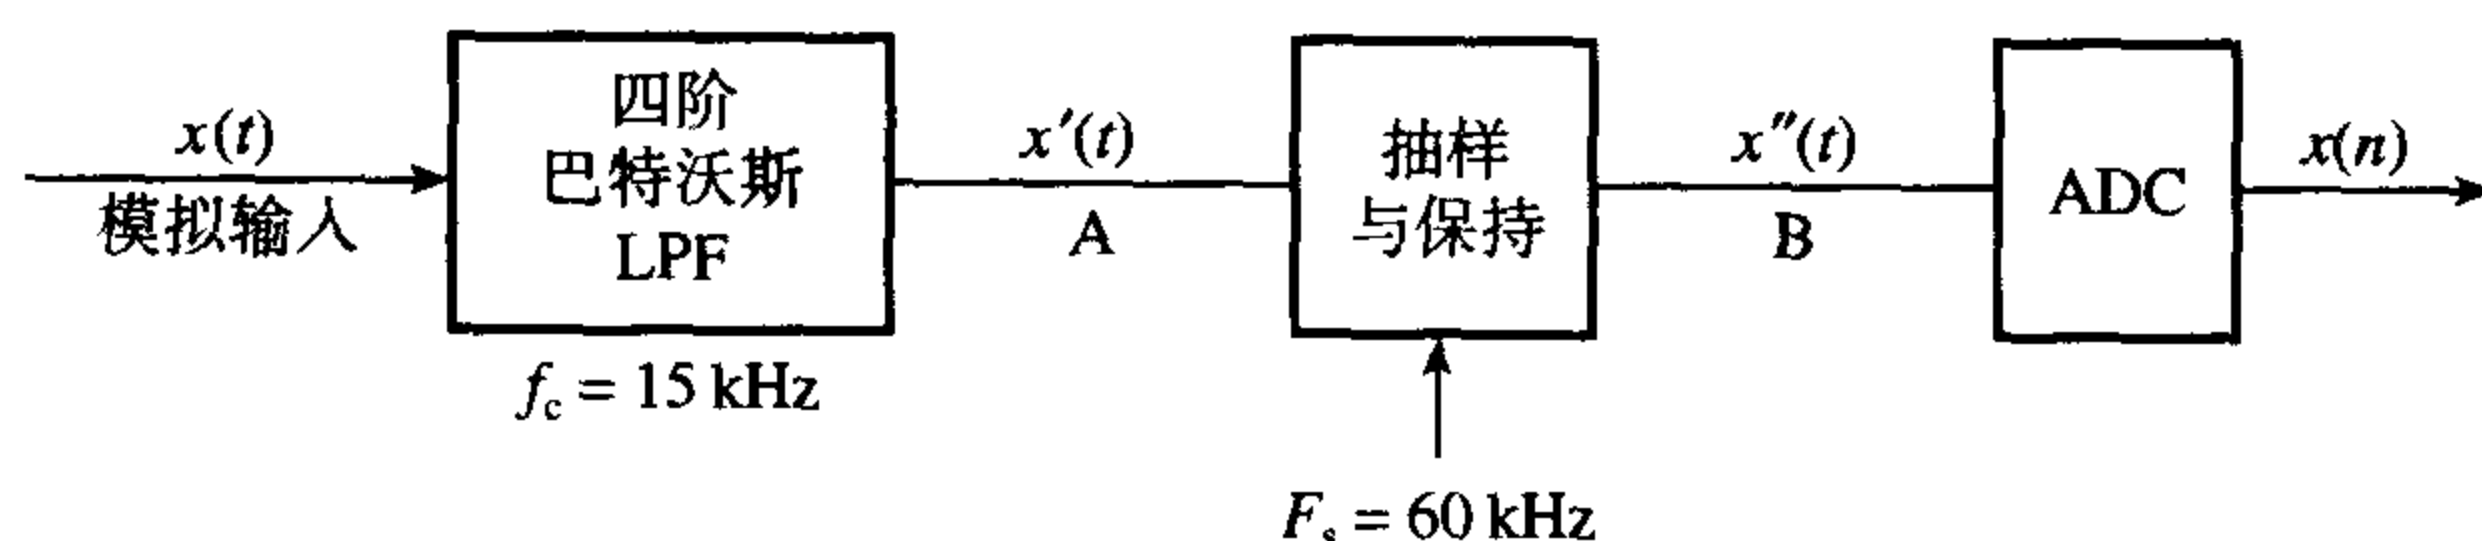 x(t)
模拟输入
四阶
巴特沃斯
LPF
f_c = 15 kHz
x′(t)
A
抽样
与保持
F_s = 60 kHz
x″(t)
B
ADC
x(n)